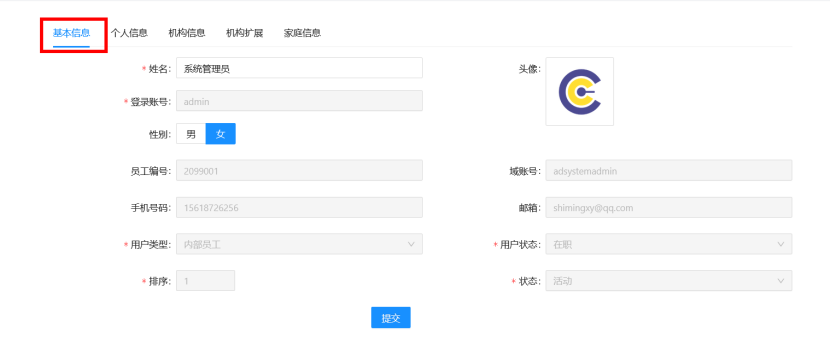 基本信息 个人信息 机构信息 机构扩展 家庭信息
* 姓名: 系统管理员 头像:
* 登录账号: admin
性别: 男 女
员工编号: 2099001 域账号: adsystemadmin
手机号码: 15618726256 邮箱: shimingxy@qq.com
* 用户类型: 内部员工 * 用户状态: 在职
* 排序: 1 * 状态: 活动
提交